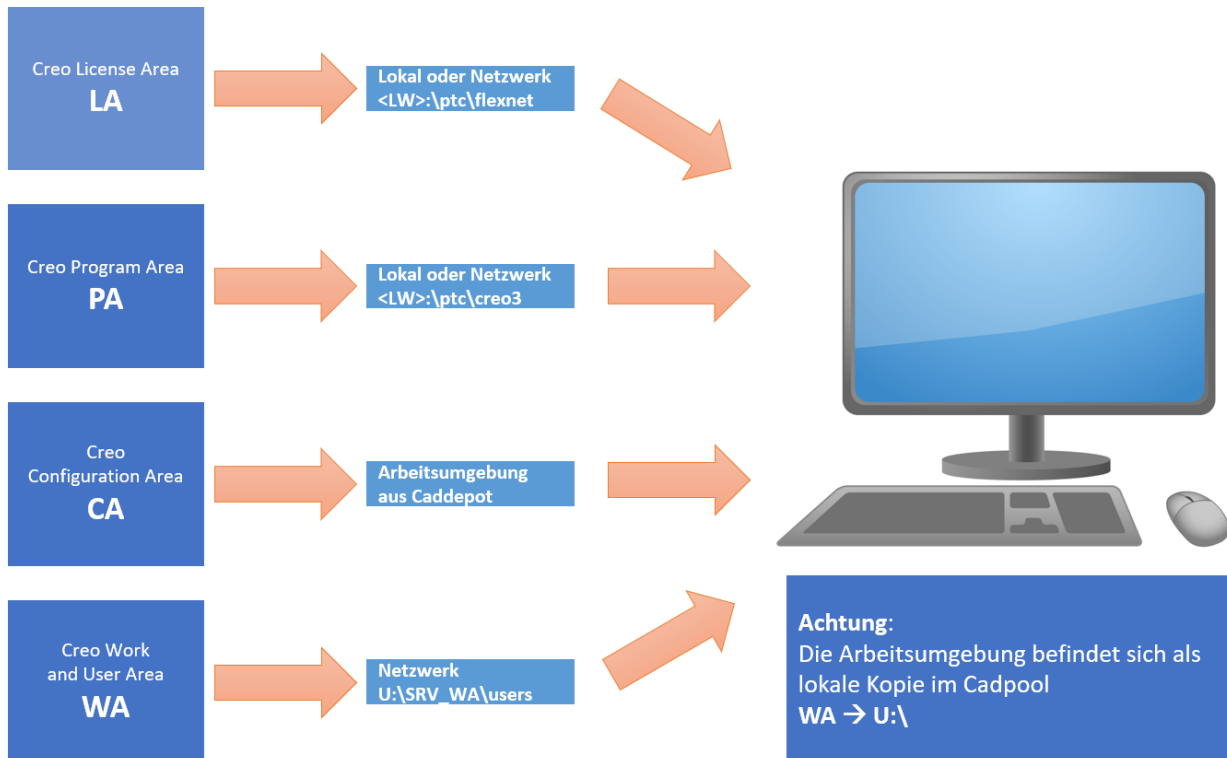 Creo License Area
LA
Lokal oder Netzwerk
<LW>:\ptc\flexnet
Creo Program Area
PA
Lokal oder Netzwerk
<LW>:\ptc\creo3
Creo
Configuration Area
CA
Arbeitsumgebung
aus Caddepot
Creo Work
and User Area
WA
Netzwerk
U:\SRV_WA\users
Achtung:
Die Arbeitsumgebung befindet sich als
lokale Kopie im Cadpool
WA → U:\